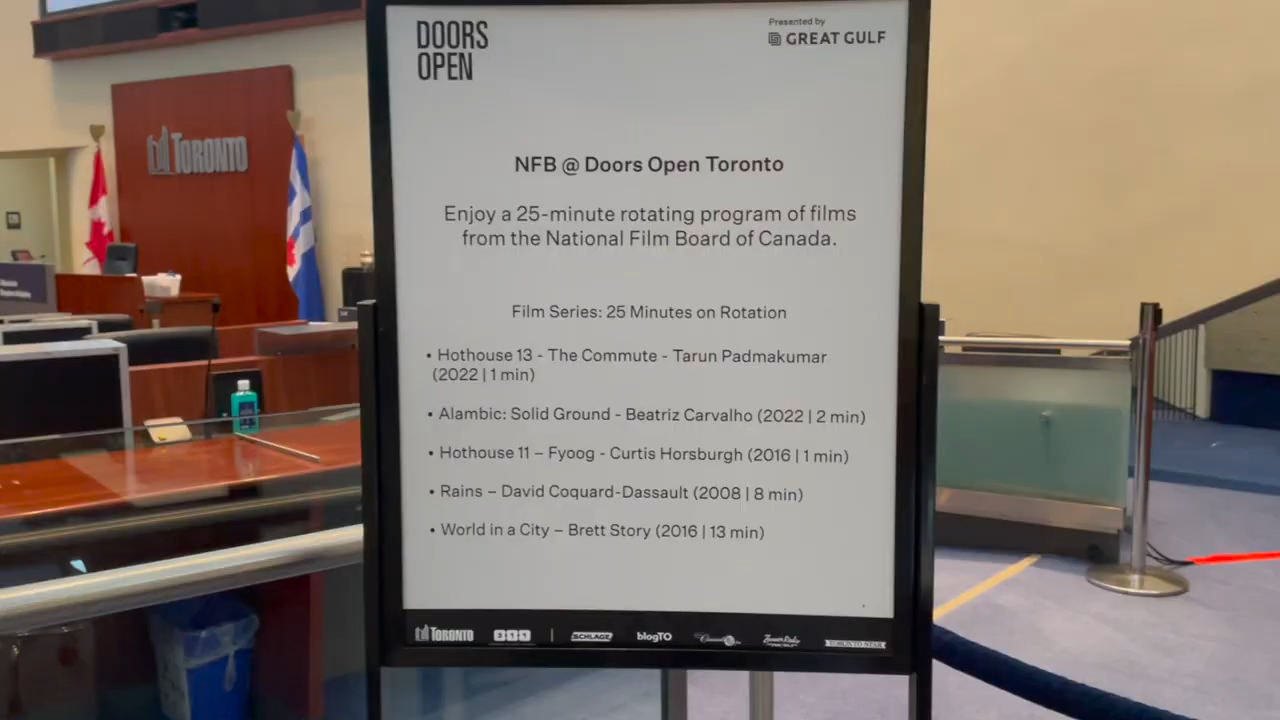 DOORS
OPEN
Presented by
GREAT GULF
TORONTO
NFB @ Doors Open Toronto
Enjoy a 25-minute rotating program of films
from the National Film Board of Canada.
Film Series: 25 Minutes on Rotation
• Hothouse 13 - The Commute - Tarun Padmakumar
(2022 | 1 min)
• Alambic: Solid Ground - Beatriz Carvalho (2022 | 2 min)
• Hothouse 11 – Fyoog - Curtis Horsburgh (2016 | 1 min)
• Rains – David Coquard-Dassault (2008 | 8 min)
• World in a City – Brett Story (2016 | 13 min)
TORONTO
311
SCHLAGE
blogTO
TORONTO STAR